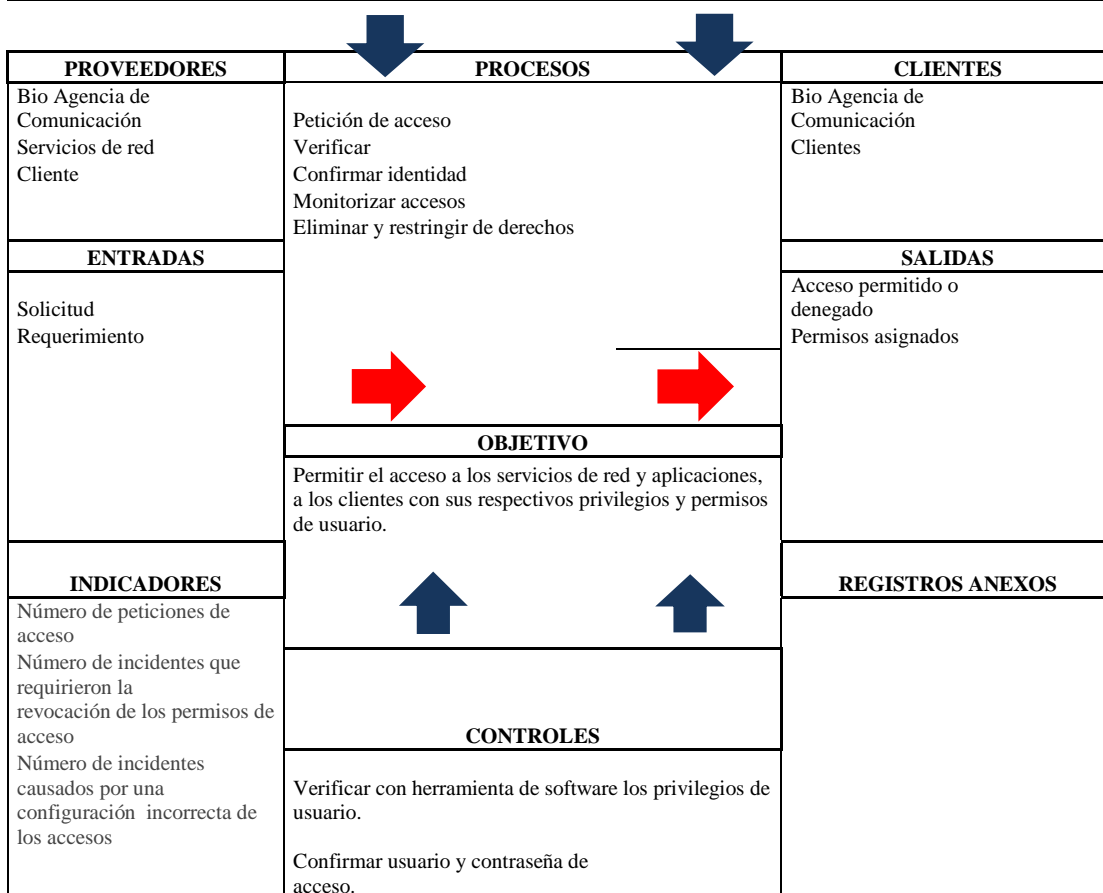 PROVEEDORES
Bio Agencia de
Comunicación
Servicios de red
Cliente
PROCESOS
Petición de acceso
Verificar
Confirmar identidad
Monitorizar accesos
Eliminar y restringir de derechos
CLIENTES
Bio Agencia de
Comunicación
Clientes
ENTRADAS
Solicitud
Requerimiento
SALIDAS
Acceso permitido o
denegado
Permisos asignados
OBJETIVO
Permitir el acceso a los servicios de red y aplicaciones,
a los clientes con sus respectivos privilegios y permisos
de usuario.
INDICADORES
Número de peticiones de
acceso
Número de incidentes que
requirieron la
revocación de los permisos de
acceso
Número de incidentes
causados por una
configuración incorrecta de
los accesos
REGISTROS ANEXOS
CONTROLES
Verificar con herramienta de software los privilegios de
usuario.
Confirmar usuario y contraseña de
acceso.